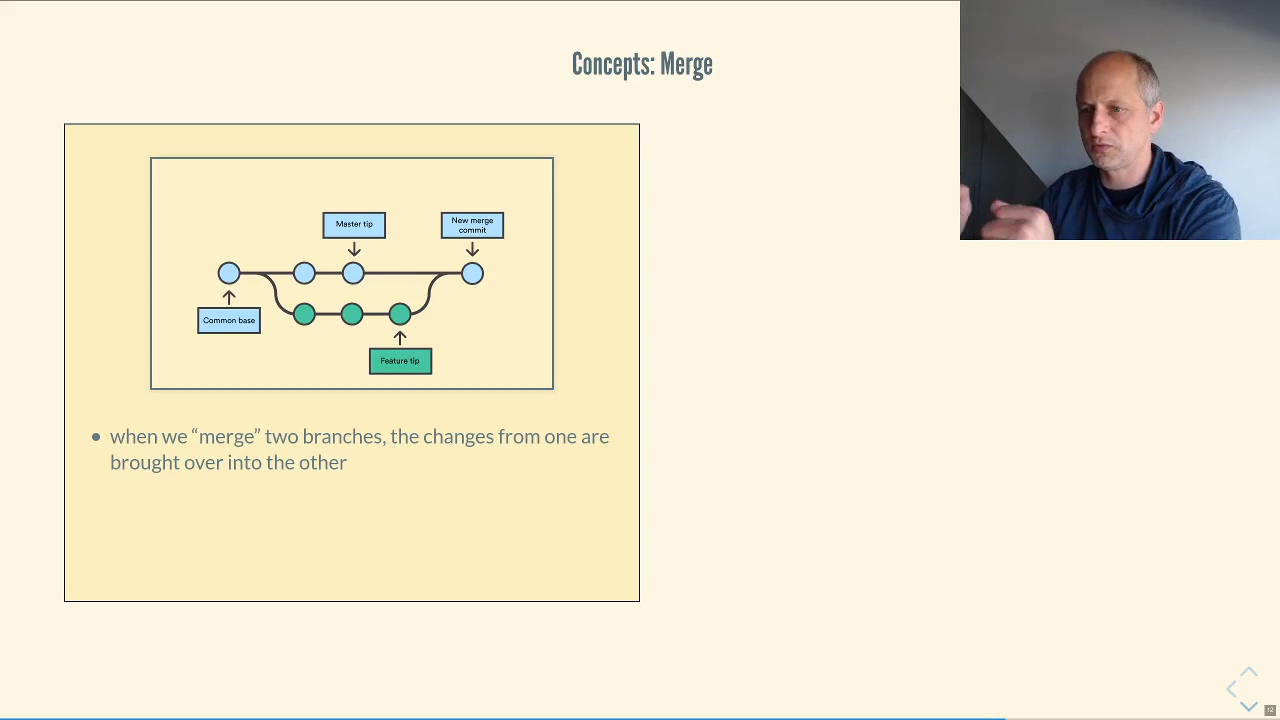 Concepts: Merge
Master tip
New merge
commit
Common base
Feature tip
when we “merge” two branches, the changes from one are
brought over into the other
12